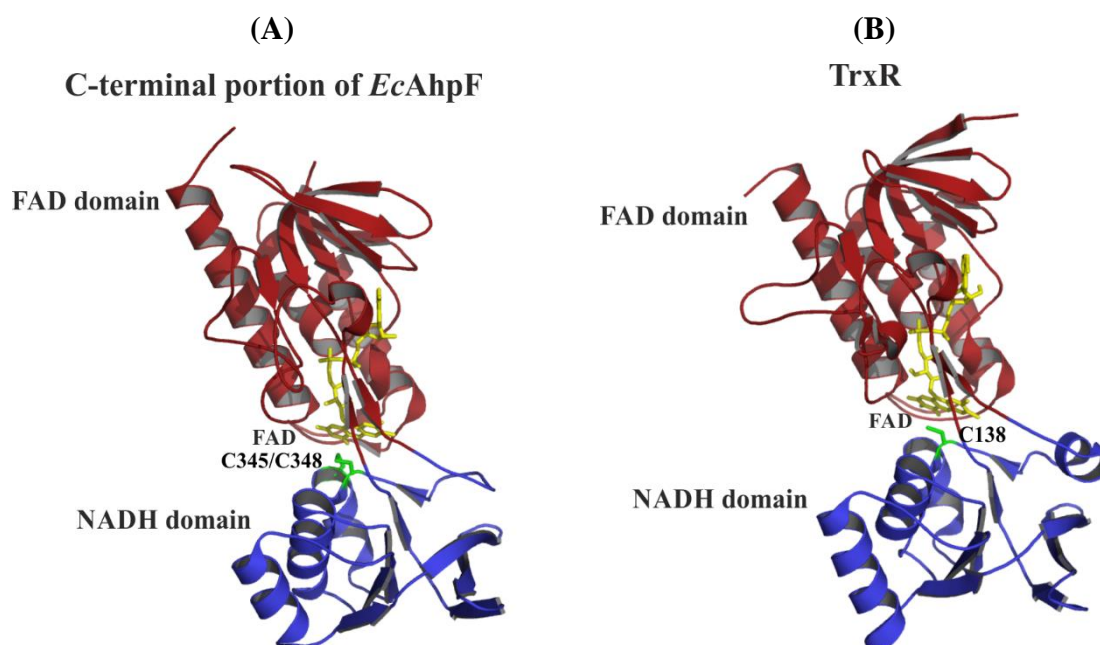 (A)
C-terminal portion of EcAhpF
FAD domain
FAD
C345/C348
NADH domain
(B)
TrxR
FAD domain
FAD
C138
NADH domain